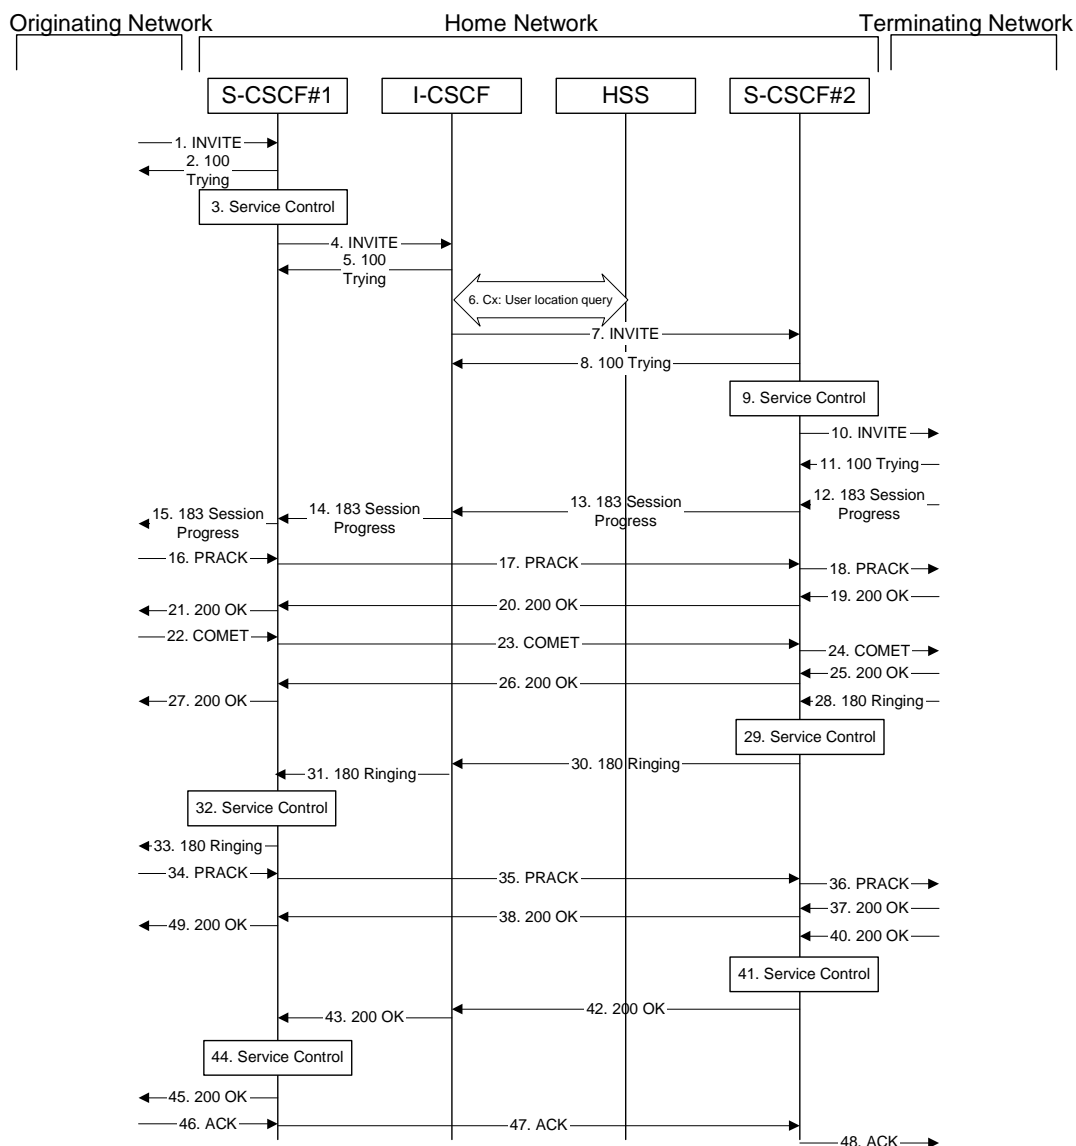 Originating Network
Home Network
Terminating Network
S-CSCF#1
I-CSCF
HSS
S-CSCF#2
1. INVITE
2. 100
Trying
3. Service Control
4. INVITE
5. 100
Trying
6. Cx: User location query
7. INVITE
8. 100 Trying
9. Service Control
10. INVITE
11. 100 Trying
12. 183 Session
Progress
13. 183 Session
Progress
14. 183 Session
Progress
15. 183 Session
Progress
16. PRACK
17. PRACK
18. PRACK
19. 200 OK
20. 200 OK
21. 200 OK
22. COMET
23. COMET
24. COMET
25. 200 OK
26. 200 OK
27. 200 OK
28. 180 Ringing
29. Service Control
30. 180 Ringing
31. 180 Ringing
32. Service Control
33. 180 Ringing
34. PRACK
35. PRACK
36. PRACK
37. 200 OK
38. 200 OK
49. 200 OK
40. 200 OK
41. Service Control
42. 200 OK
43. 200 OK
44. Service Control
45. 200 OK
46. ACK
47. ACK
48. ACK